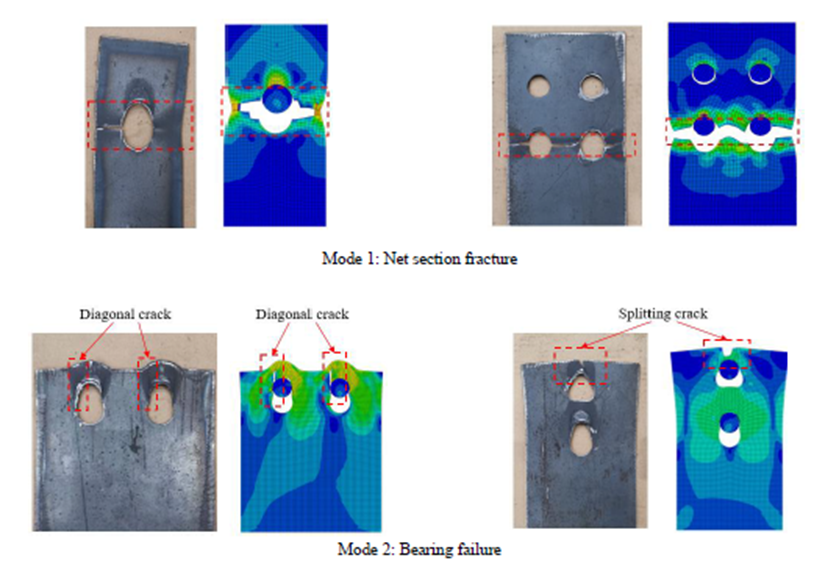 Mode 1: Net section fracture
Diagonal crack
Diagonal crack
Splitting crack
Mode 2: Bearing failure